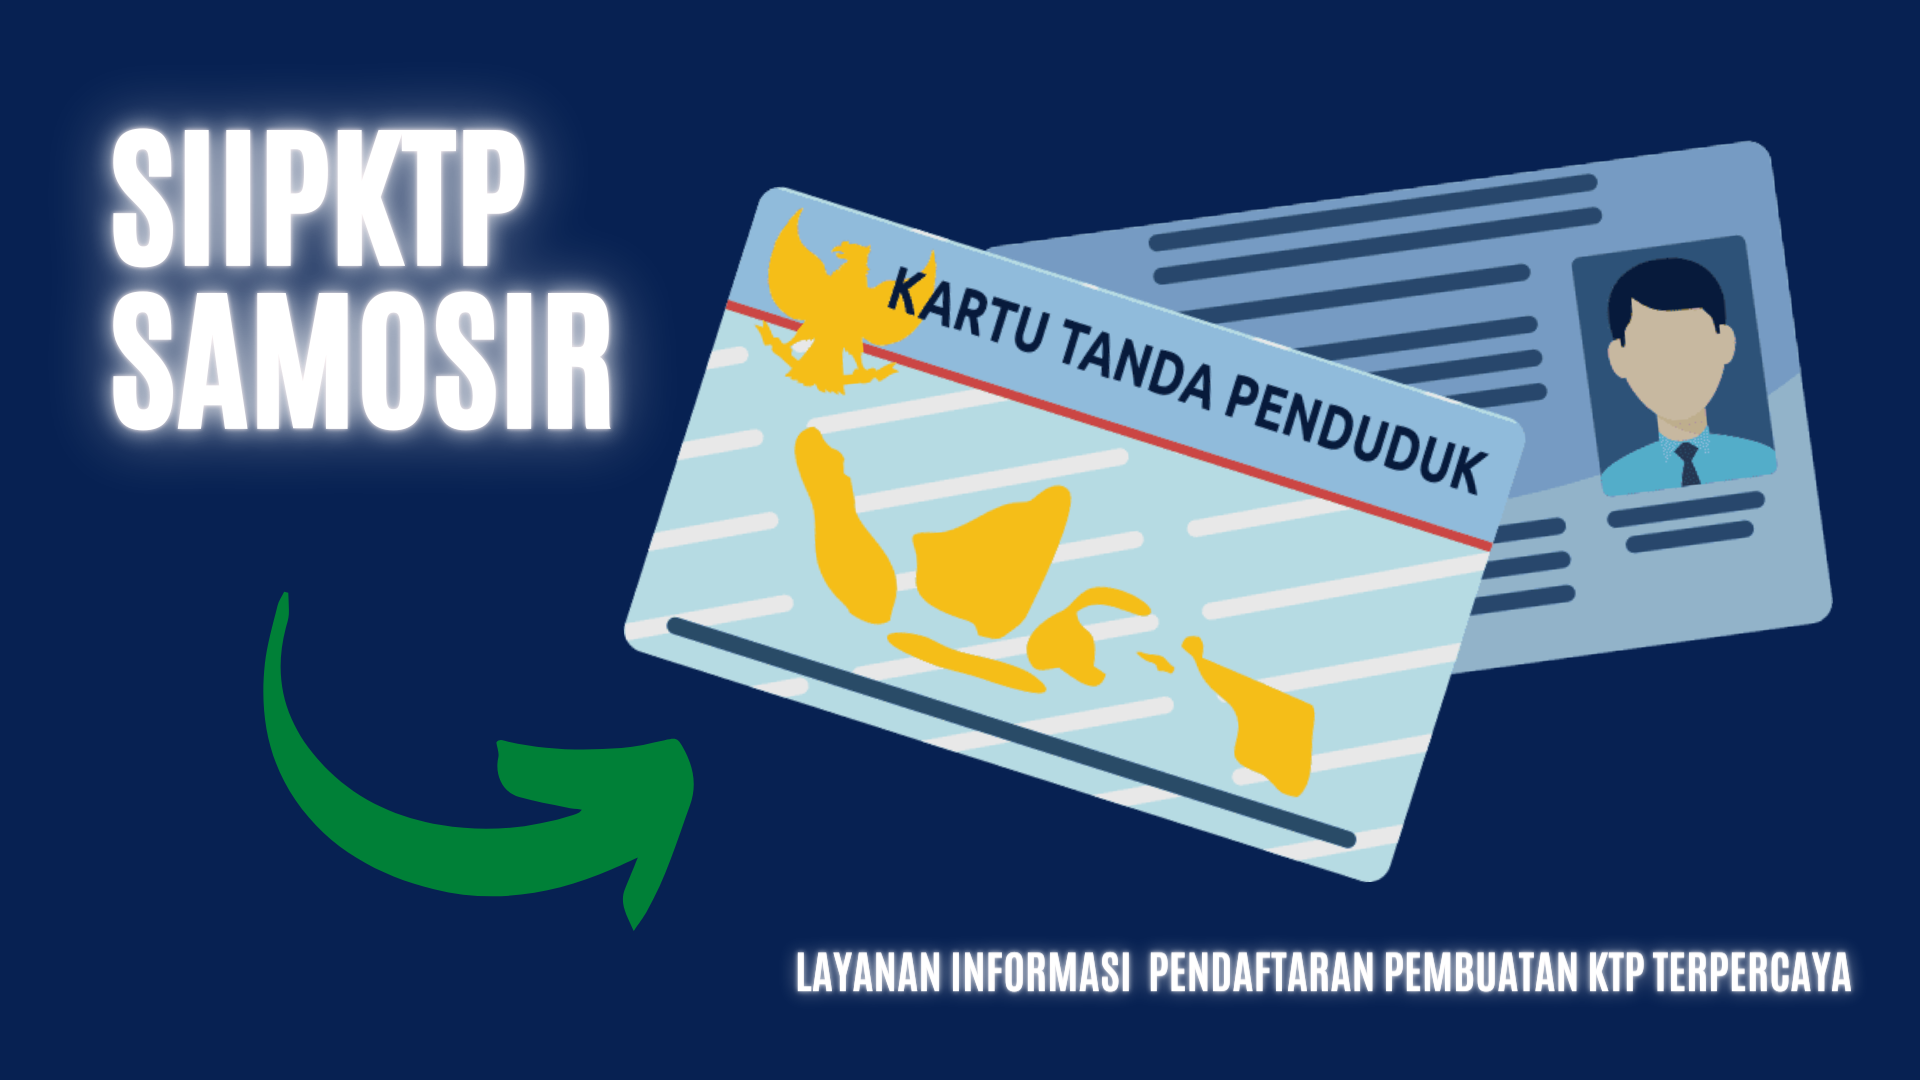 SIIPKTP
SAMOSIR
KARTU TANDA PENDUDUK
LAYANAN INFORMASI  PENDAFTARAN PEMBUATAN KTP TERPERCAYA